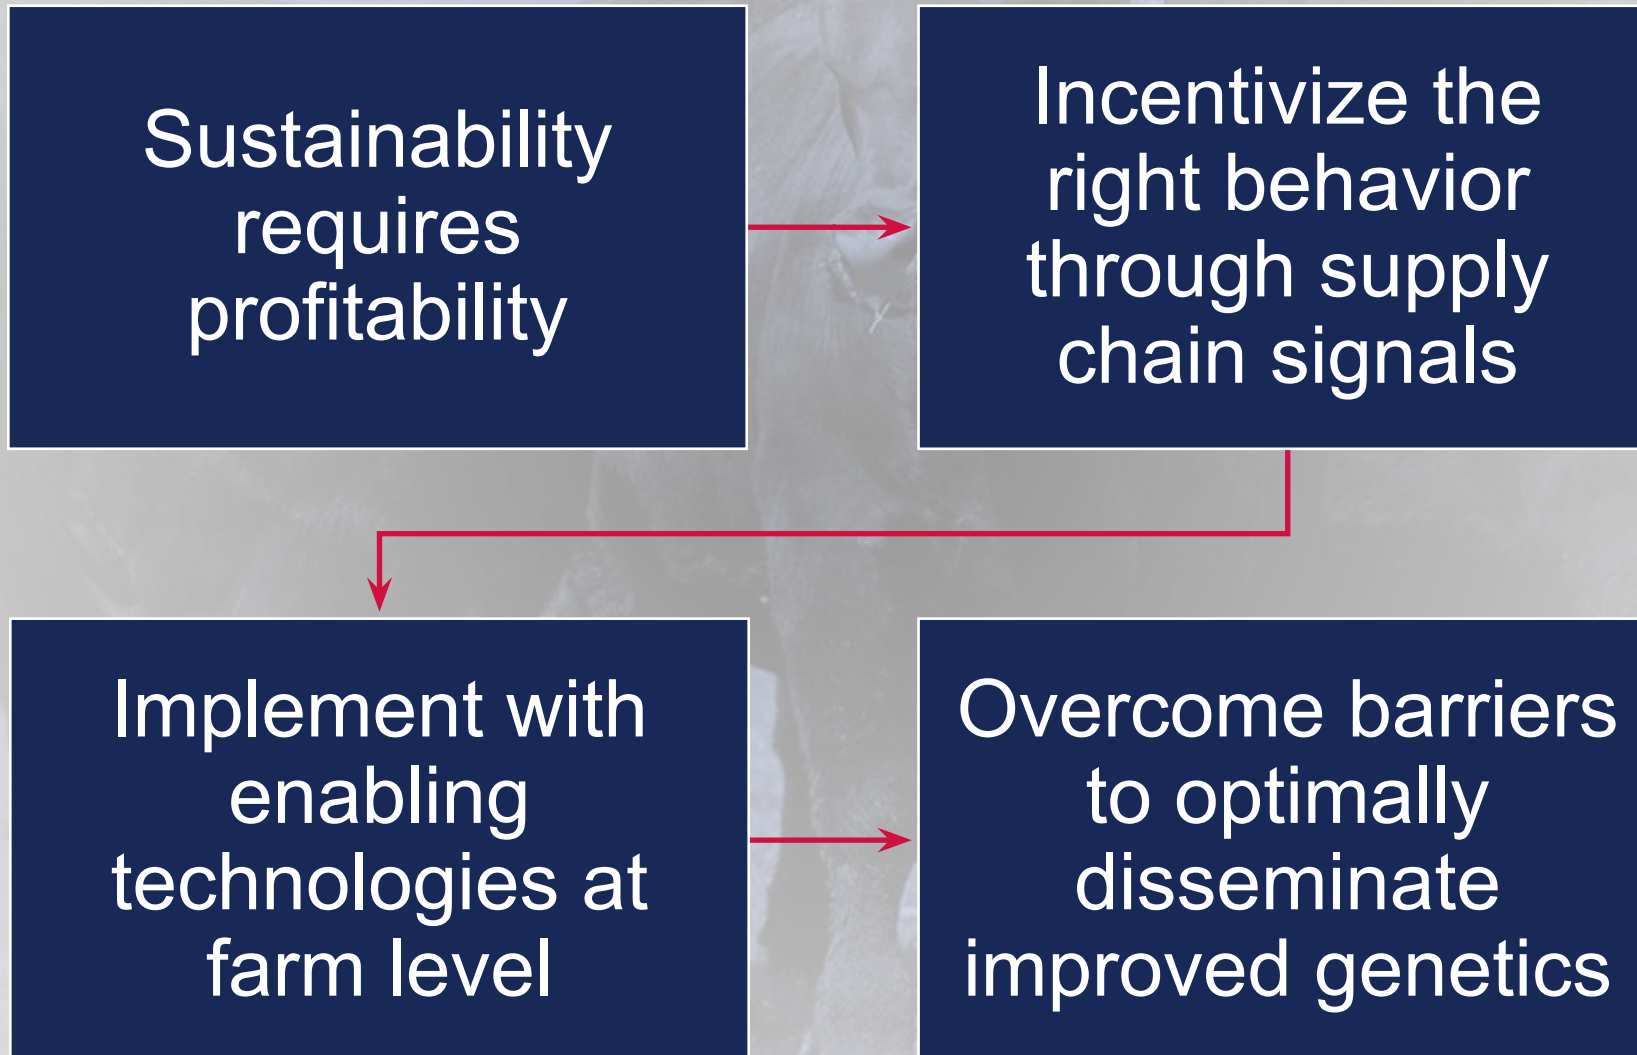 Sustainability
requires
profitability
Incentivize the
right behavior
through supply
chain signals
Implement with
enabling
technologies at
farm level
Overcome barriers
to optimally
disseminate
improved genetics